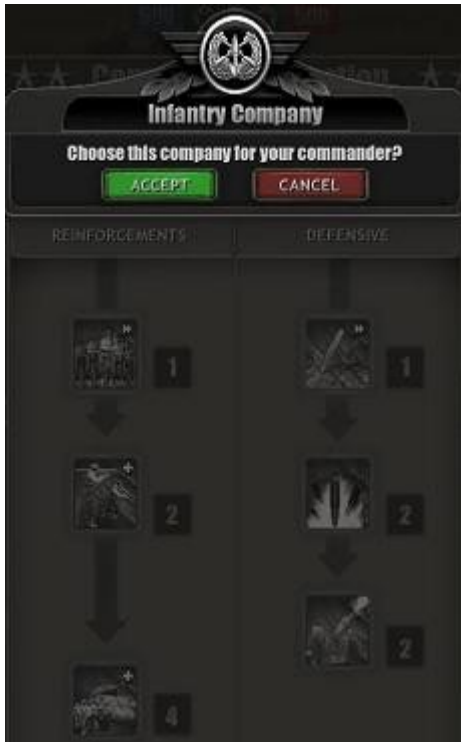 Infantry Company
Choose this company for your commander?
ACCEPT CANCEL
REINFORCEMENTS DEFENSIVE
1 1
2 2
2
4